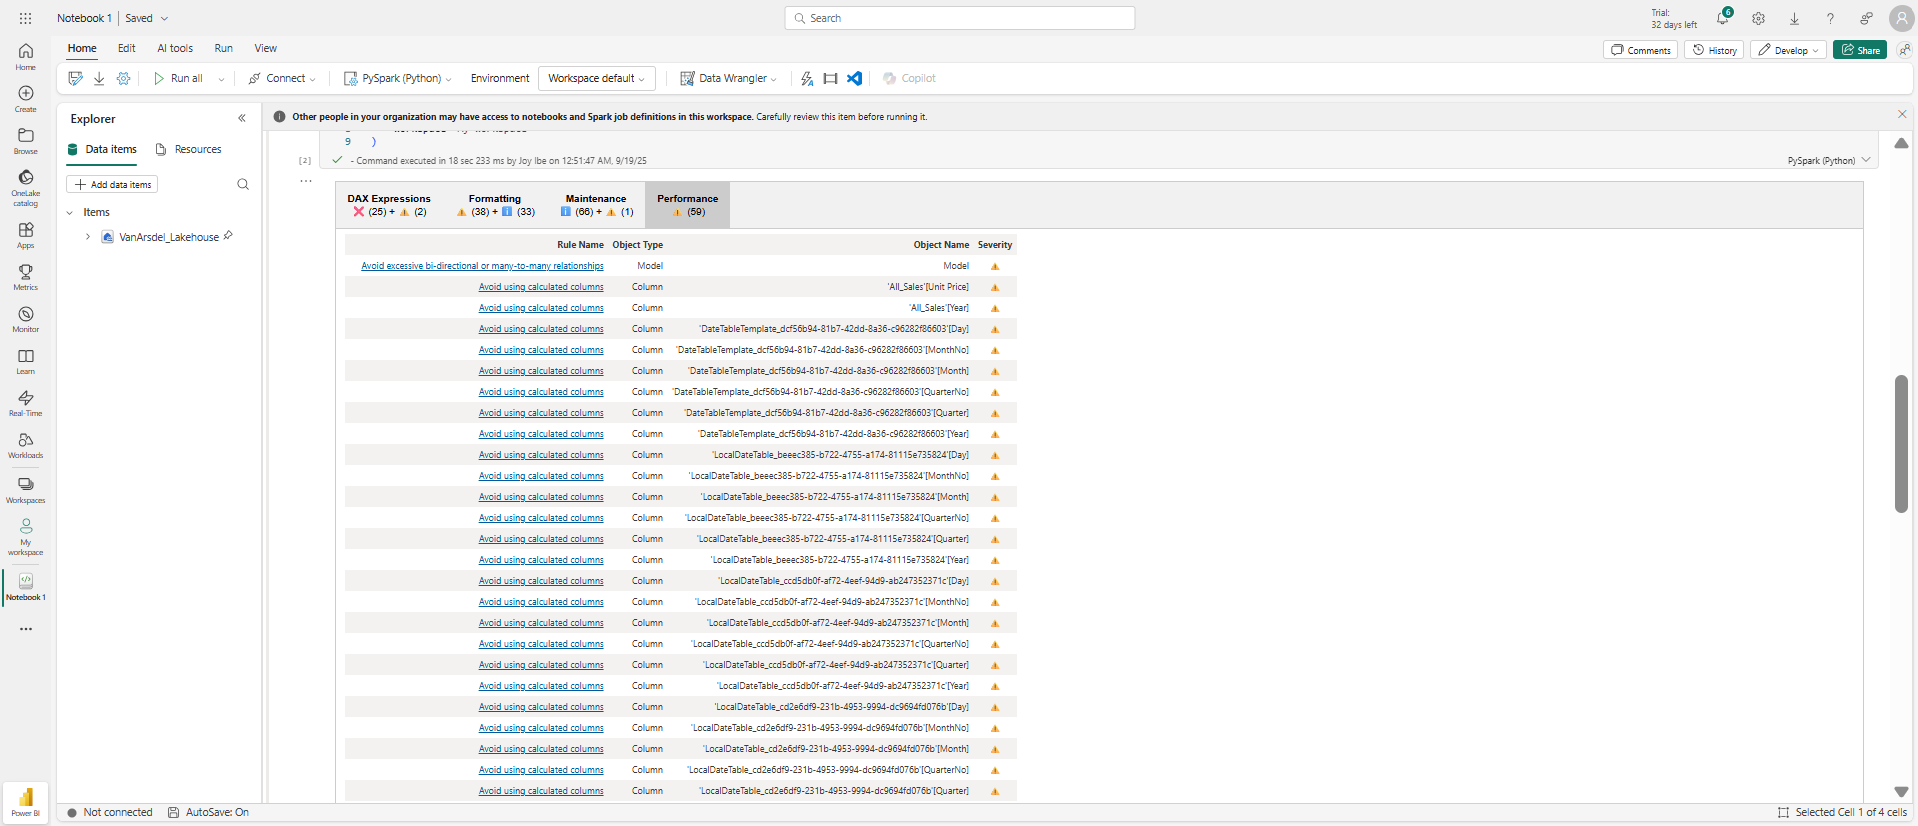 Notebook 1 | Saved
Search
Trial:
32 days left
6
Home Edit AI tools Run View
Comments History Develop Share
Run all Connect PySpark (Python) Environment Workspace default Data Wrangler Copilot
Home
Create
Browse
OneLake
catalog
Apps
Metrics
Monitor
Learn
Real-Time
Workloads
Workspaces
My
workspace
Notebook 1
Power BI
Explorer
Data items Resources
Add data items
Items
VanArsdel_Lakehouse
Other people in your organization may have access to notebooks and Spark job definitions in this workspace. Carefully review this item before running it.
9 )
[2]
- Command executed in 18 sec 233 ms by Joy Ibe on 12:51:47 AM, 9/19/25
PySpark (Python)
DAX Expressions Formatting Maintenance Performance
(25) + (2) (38) + (33) (66) + (1) (59)
Rule Name Object Type Object Name Severity
Avoid excessive bi-directional or many-to-many relationships Model Model
Avoid using calculated columns Column 'All_Sales'[Unit Price]
Avoid using calculated columns Column 'All_Sales'[Year]
Avoid using calculated columns Column 'DateTableTemplate_dcf56b94-81b7-42dd-8a36-c96282f86603'[Day]
Avoid using calculated columns Column 'DateTableTemplate_dcf56b94-81b7-42dd-8a36-c96282f86603'[MonthNo]
Avoid using calculated columns Column 'DateTableTemplate_dcf56b94-81b7-42dd-8a36-c96282f86603'[Month]
Avoid using calculated columns Column 'DateTableTemplate_dcf56b94-81b7-42dd-8a36-c96282f86603'[QuarterNo]
Avoid using calculated columns Column 'DateTableTemplate_dcf56b94-81b7-42dd-8a36-c96282f86603'[Quarter]
Avoid using calculated columns Column 'DateTableTemplate_dcf56b94-81b7-42dd-8a36-c96282f86603'[Year]
Avoid using calculated columns Column 'LocalDateTable_beeec385-b722-4755-a174-81115e735824'[Day]
Avoid using calculated columns Column 'LocalDateTable_beeec385-b722-4755-a174-81115e735824'[MonthNo]
Avoid using calculated columns Column 'LocalDateTable_beeec385-b722-4755-a174-81115e735824'[Month]
Avoid using calculated columns Column 'LocalDateTable_beeec385-b722-4755-a174-81115e735824'[QuarterNo]
Avoid using calculated columns Column 'LocalDateTable_beeec385-b722-4755-a174-81115e735824'[Quarter]
Avoid using calculated columns Column 'LocalDateTable_beeec385-b722-4755-a174-81115e735824'[Year]
Avoid using calculated columns Column 'LocalDateTable_ccd5db0f-af72-4eef-94d9-ab247352371c'[Day]
Avoid using calculated columns Column 'LocalDateTable_ccd5db0f-af72-4eef-94d9-ab247352371c'[MonthNo]
Avoid using calculated columns Column 'LocalDateTable_ccd5db0f-af72-4eef-94d9-ab247352371c'[Month]
Avoid using calculated columns Column 'LocalDateTable_ccd5db0f-af72-4eef-94d9-ab247352371c'[QuarterNo]
Avoid using calculated columns Column 'LocalDateTable_ccd5db0f-af72-4eef-94d9-ab247352371c'[Quarter]
Avoid using calculated columns Column 'LocalDateTable_ccd5db0f-af72-4eef-94d9-ab247352371c'[Year]
Avoid using calculated columns Column 'LocalDateTable_cd2e6df9-231b-4953-9994-dc9694fd076b'[Day]
Avoid using calculated columns Column 'LocalDateTable_cd2e6df9-231b-4953-9994-dc9694fd076b'[MonthNo]
Avoid using calculated columns Column 'LocalDateTable_cd2e6df9-231b-4953-9994-dc9694fd076b'[Month]
Avoid using calculated columns Column 'LocalDateTable_cd2e6df9-231b-4953-9994-dc9694fd076b'[QuarterNo]
Avoid using calculated columns Column 'LocalDateTable_cd2e6df9-231b-4953-9994-dc9694fd076b'[Quarter]
Not connected AutoSave: On
Selected Cell 1 of 4 cells